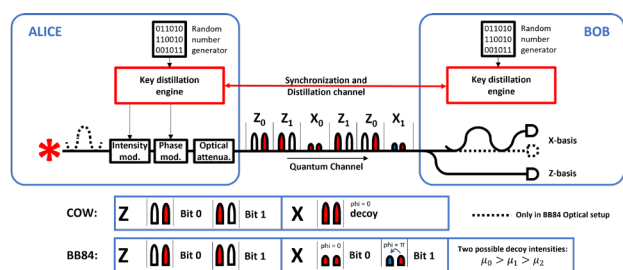 ALICE
BOB
011010
110010
001011
Random
number
generator
011010
110010
001011
Random
number
generator
Key distillation
engine
Synchronization and
Distillation channel
Key distillation
engine
Z₀ Z₁ X₀ Z₁ Z₀ X₁
Intensity
mod.
Phase
mod.
Optical
attenua.
Quantum Channel
X-basis
Z-basis
COW: Z Bit 0 Bit 1 X phi = 0
decoy
Only in BB84 Optical setup
BB84: Z Bit 0 Bit 1 X phi = 0 Bit 0 phi = π Bit 1
Two possible decoy intensities:
μ₀ > μ₁ > μ₂